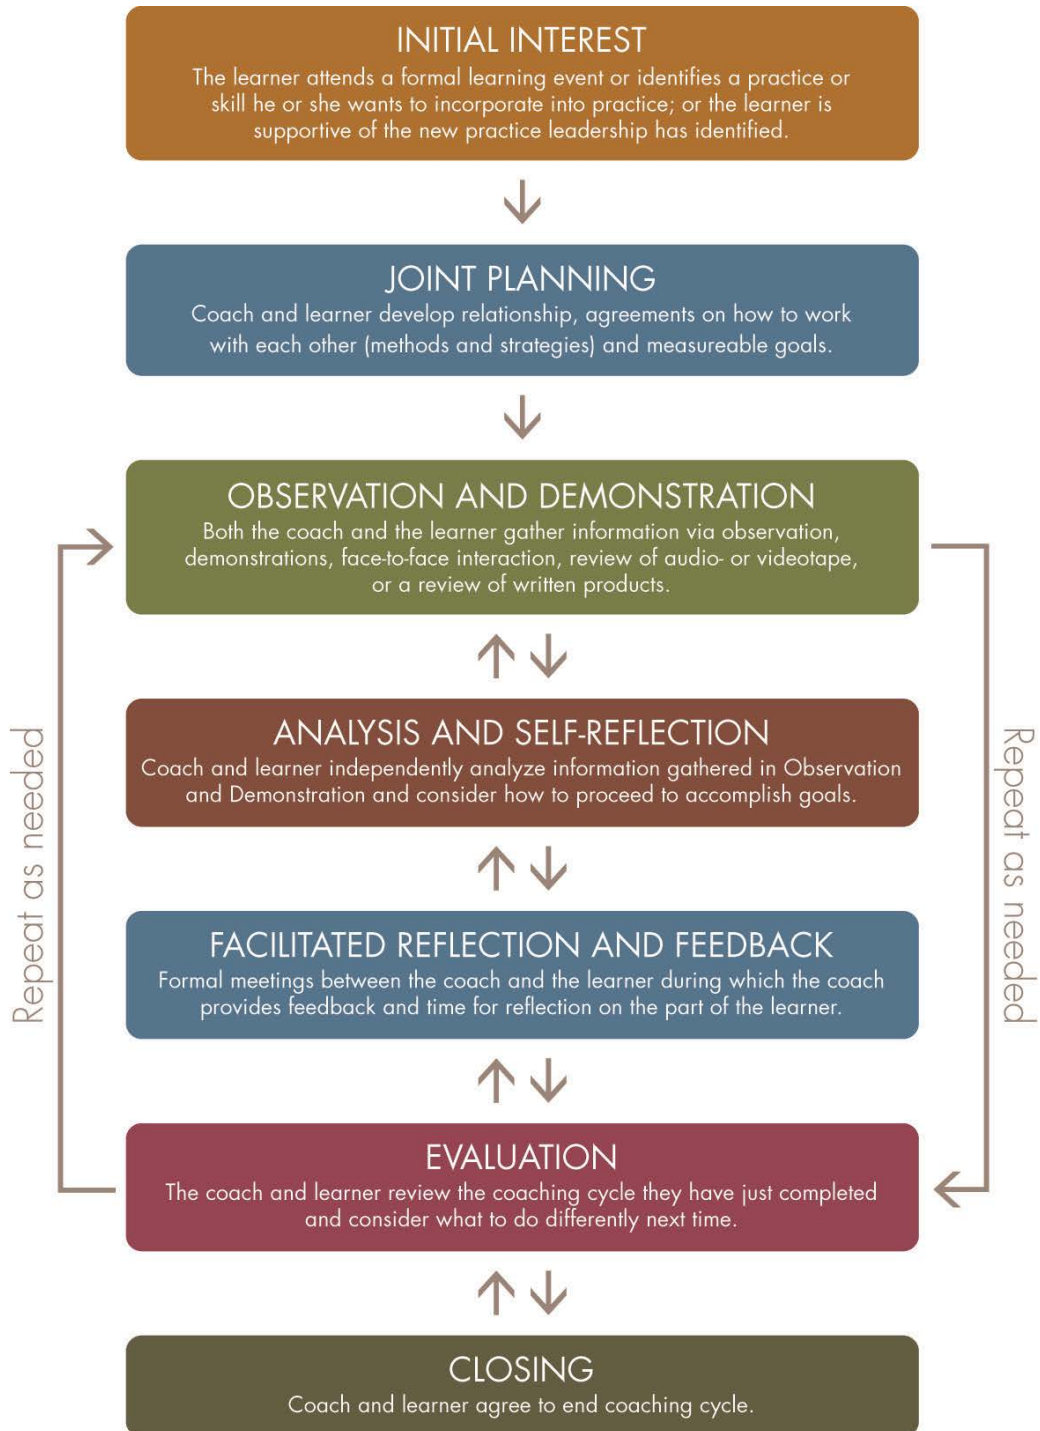 INITIAL INTEREST
The learner attends a formal learning event or identifies a practice or
skill he or she wants to incorporate into practice; or the learner is
supportive of the new practice leadership has identified.
JOINT PLANNING
Coach and learner develop relationship, agreements on how to work
with each other (methods and strategies) and measureable goals.
OBSERVATION AND DEMONSTRATION
Both the coach and the learner gather information via observation,
demonstrations, face-to-face interaction, review of audio- or videotape,
or a review of written products.
Repeat as needed
Repeat as needed
ANALYSIS AND SELF-REFLECTION
Coach and learner independently analyze information gathered in Observation
and Demonstration and consider how to proceed to accomplish goals.
FACILITATED REFLECTION AND FEEDBACK
Formal meetings between the coach and the learner during which the coach
provides feedback and time for reflection on the part of the learner.
EVALUATION
The coach and learner review the coaching cycle they have just completed
and consider what to do differently next time.
CLOSING
Coach and learner agree to end coaching cycle.